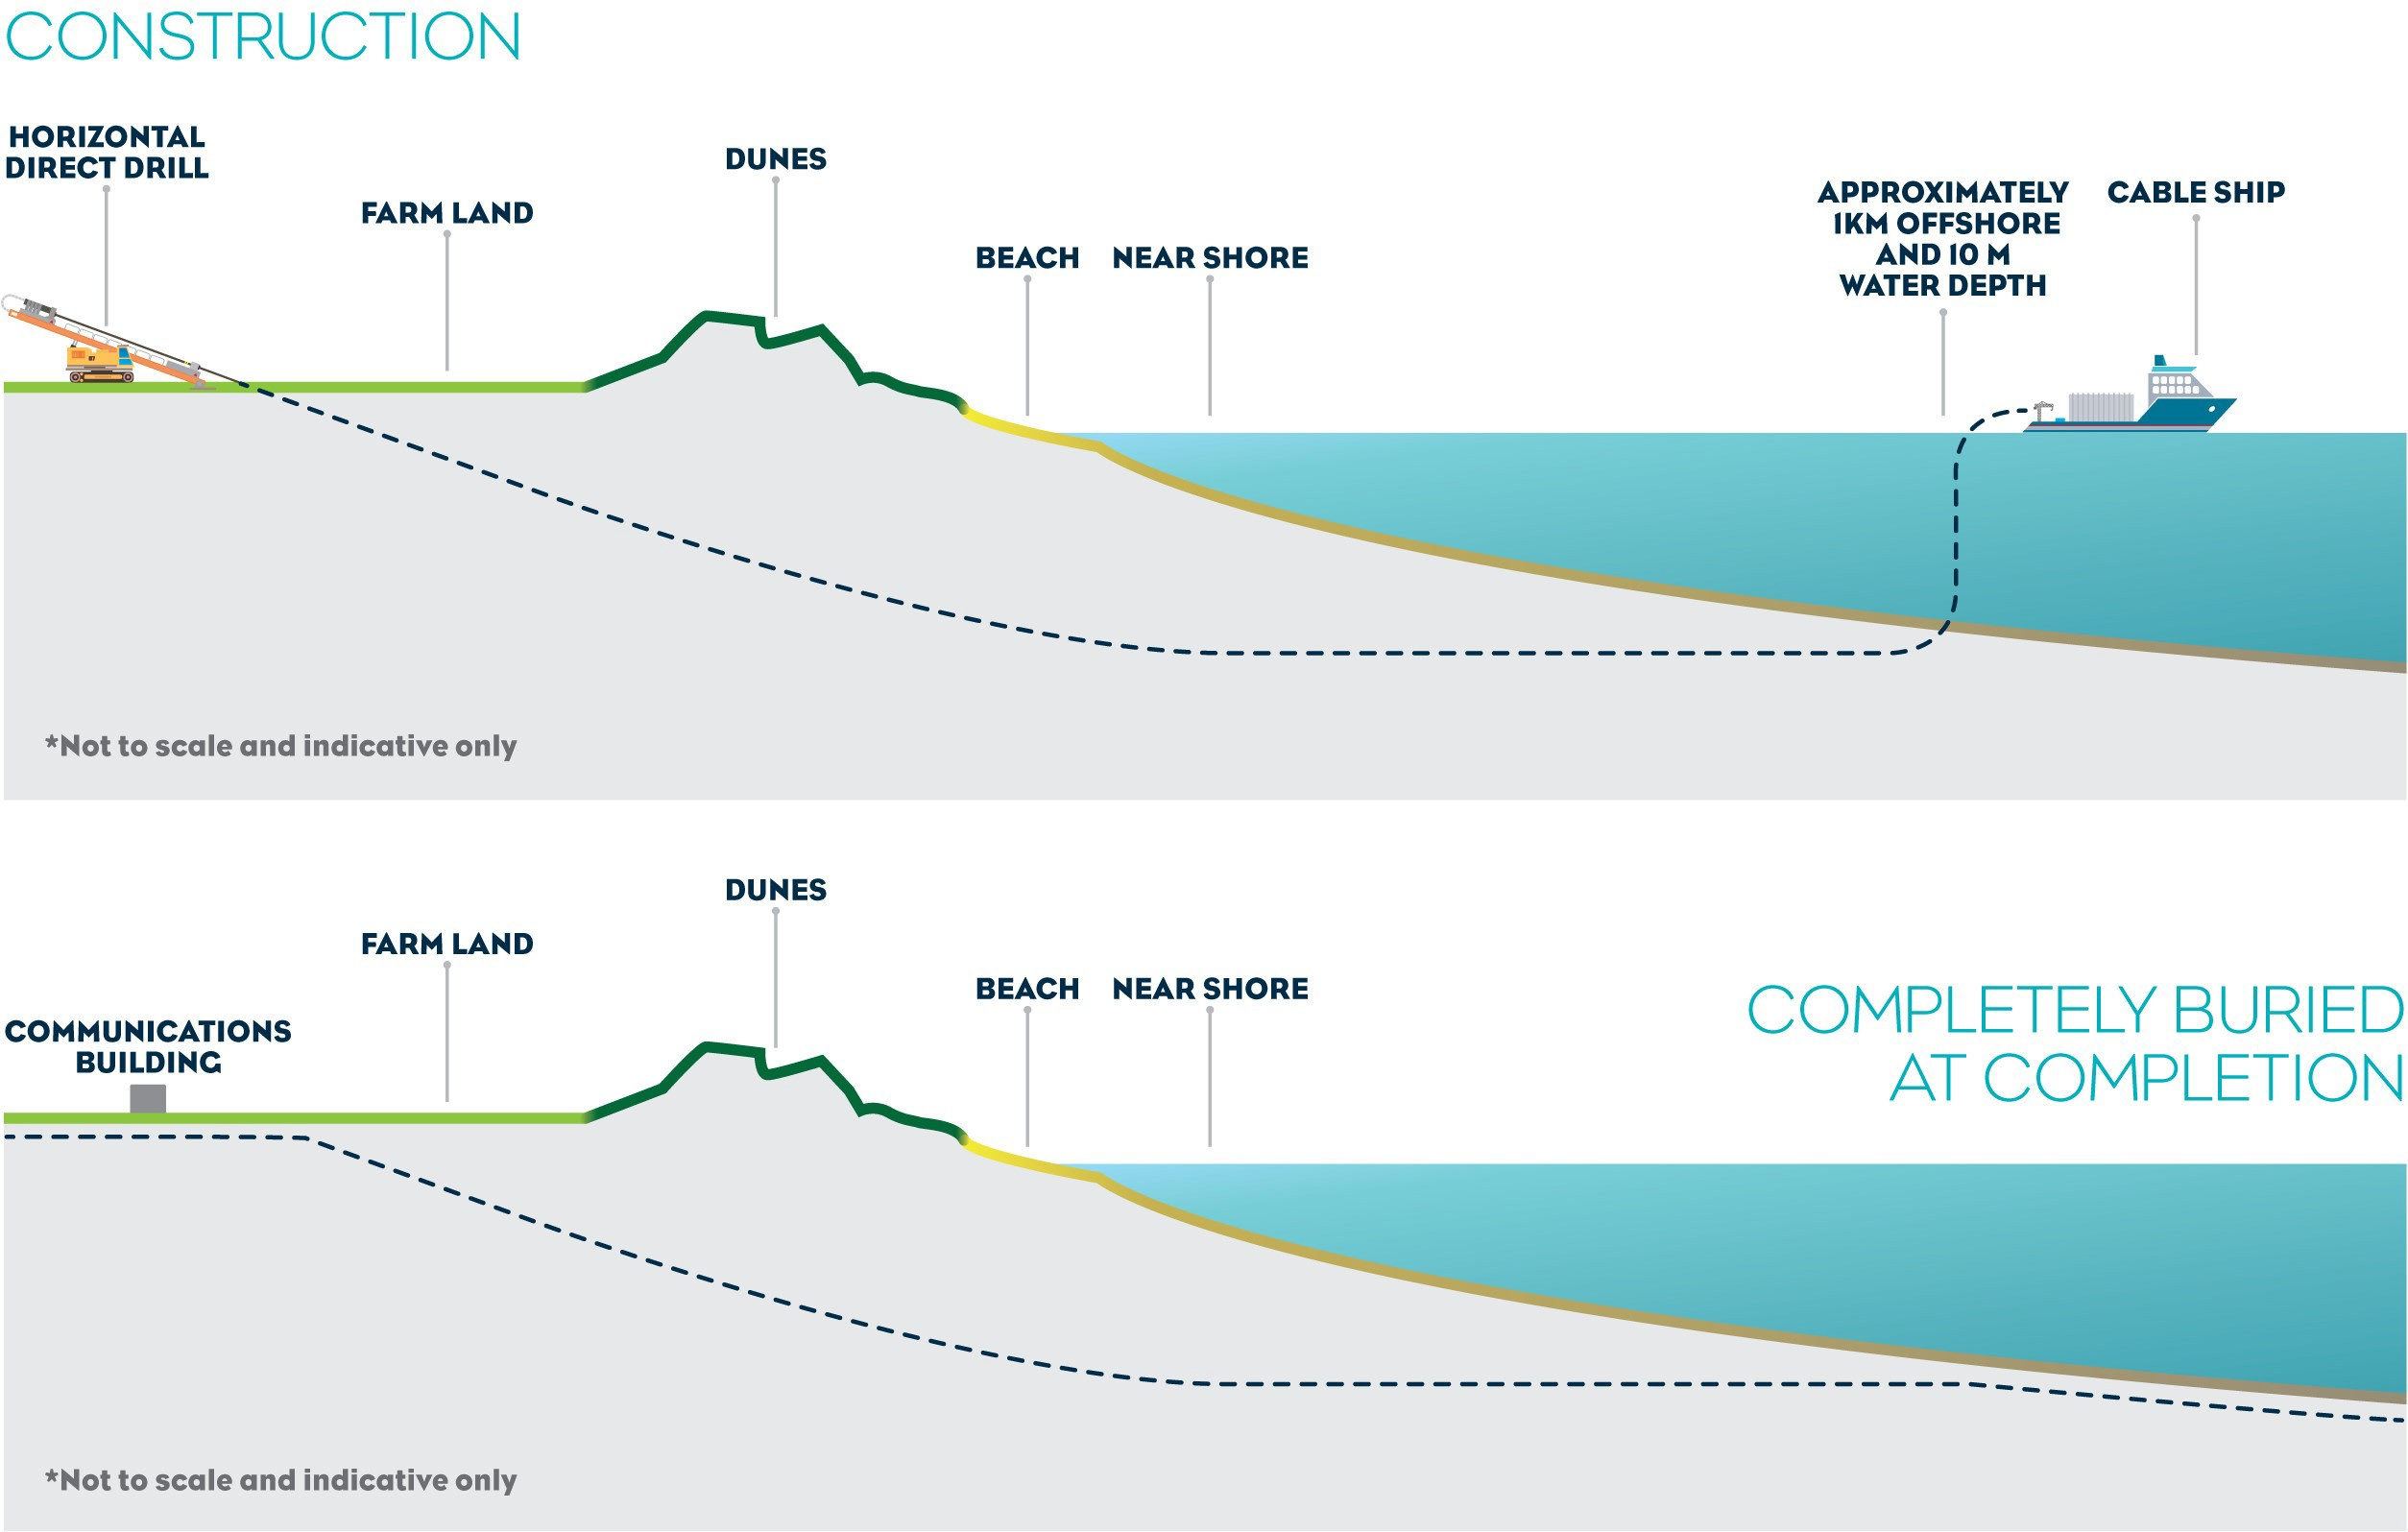 CONSTRUCTION
HORIZONTAL
DIRECT DRILL
FARM LAND
DUNES
BEACH
NEAR SHORE
APPROXIMATELY
1KM OFFSHORE
AND 10 M
WATER DEPTH
CABLE SHIP
*Not to scale and indicative only
COMMUNICATIONS
BUILDING
FARM LAND
DUNES
BEACH
NEAR SHORE
COMPLETELY BURIED
AT COMPLETION
*Not to scale and indicative only